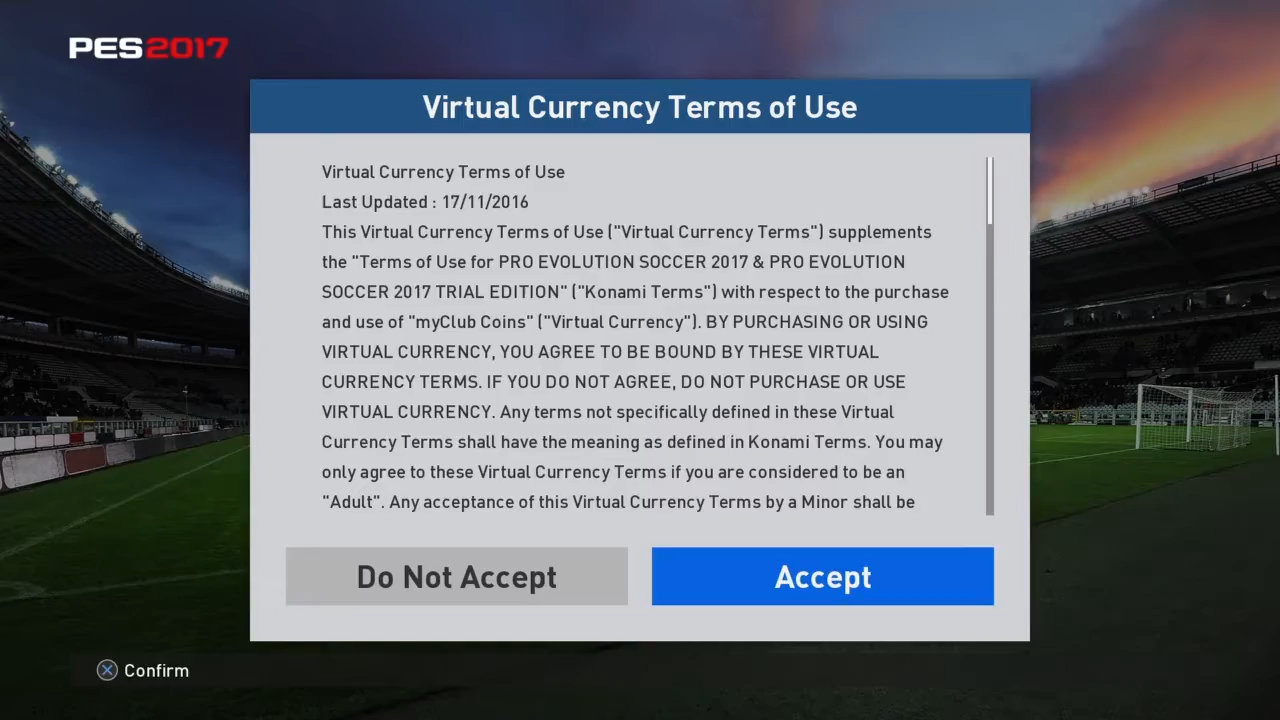 PES2017
Virtual Currency Terms of Use
Virtual Currency Terms of Use
Last Updated : 17/11/2016
This Virtual Currency Terms of Use ("Virtual Currency Terms") supplements
the "Terms of Use for PRO EVOLUTION SOCCER 2017 & PRO EVOLUTION
SOCCER 2017 TRIAL EDITION" ("Konami Terms") with respect to the purchase
and use of "myClub Coins" ("Virtual Currency"). BY PURCHASING OR USING
VIRTUAL CURRENCY, YOU AGREE TO BE BOUND BY THESE VIRTUAL
CURRENCY TERMS. IF YOU DO NOT AGREE, DO NOT PURCHASE OR USE
VIRTUAL CURRENCY. Any terms not specifically defined in these Virtual
Currency Terms shall have the meaning as defined in Konami Terms. You may
only agree to these Virtual Currency Terms if you are considered to be an
"Adult". Any acceptance of this Virtual Currency Terms by a Minor shall be
Do Not Accept
Accept
Confirm